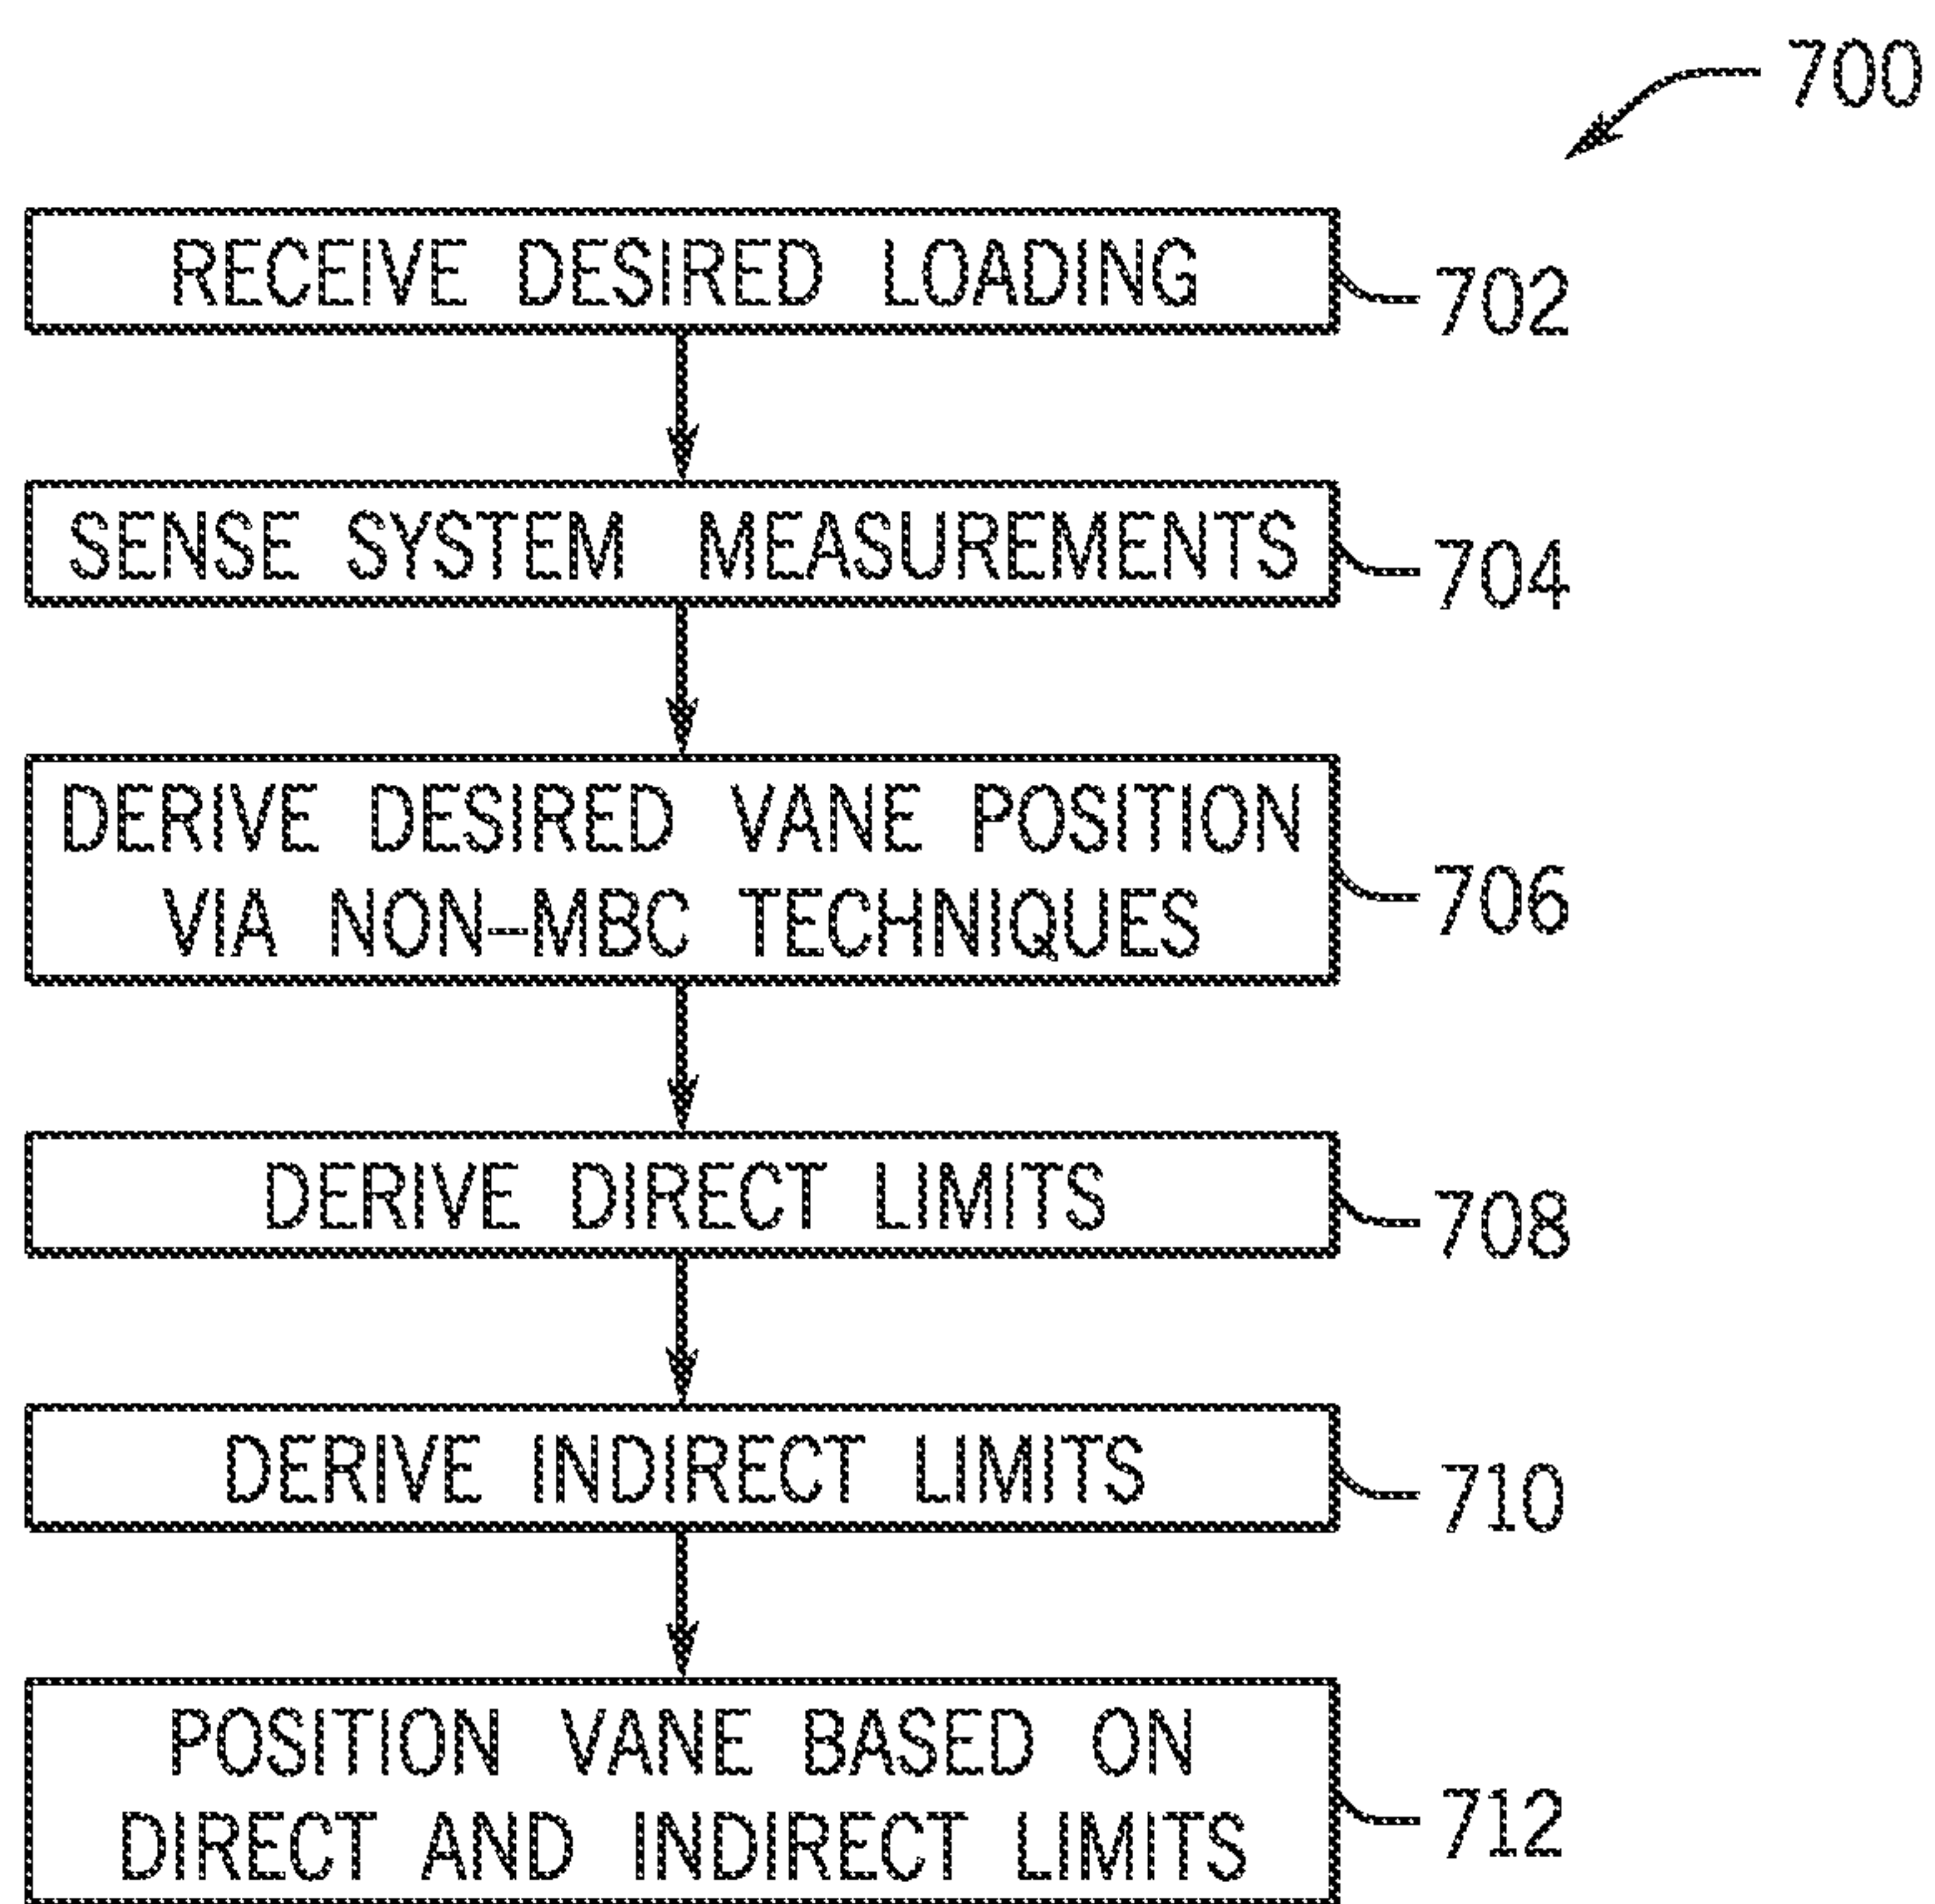 700
RECEIVE DESIRED LOADING
702
SENSE SYSTEM MEASUREMENTS
704
DERIVE DESIRED VANE POSITION
VIA NON-MBC TECHNIQUES
706
DERIVE DIRECT LIMITS
708
DERIVE INDIRECT LIMITS
710
POSITION VANE BASED ON
DIRECT AND INDIRECT LIMITS
712